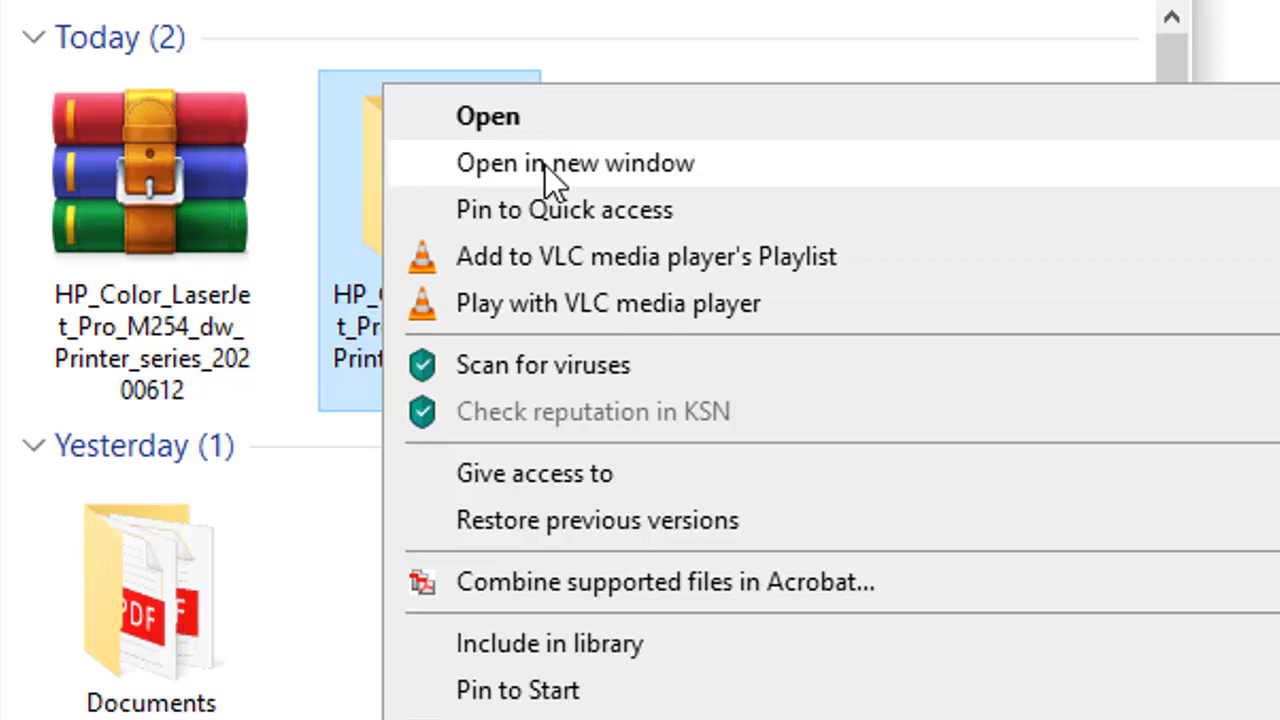 Today (2)
HP_Color_LaserJe
t_Pro_M254_dw_
Printer_series_202
00612
HP_
t_Pr
Print
Open
Open in new window
Pin to Quick access
Add to VLC media player's Playlist
Play with VLC media player
Scan for viruses
Check reputation in KSN
Give access to
Restore previous versions
Combine supported files in Acrobat...
Include in library
Pin to Start
Yesterday (1)
PDF
F
Documents